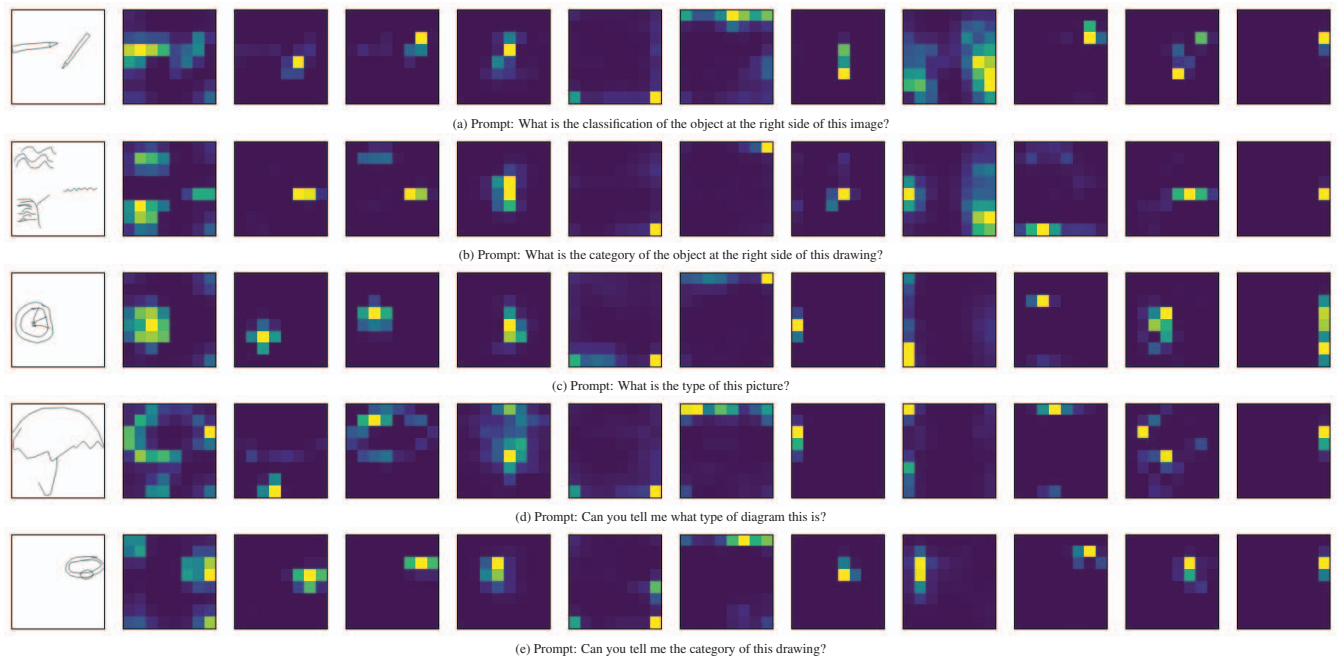 (a) Prompt: What is the classification of the object at the right side of this image?
(b) Prompt: What is the category of the object at the right side of this drawing?
(c) Prompt: What is the type of this picture?
(d) Prompt: Can you tell me what type of diagram this is?
(e) Prompt: Can you tell me the category of this drawing?